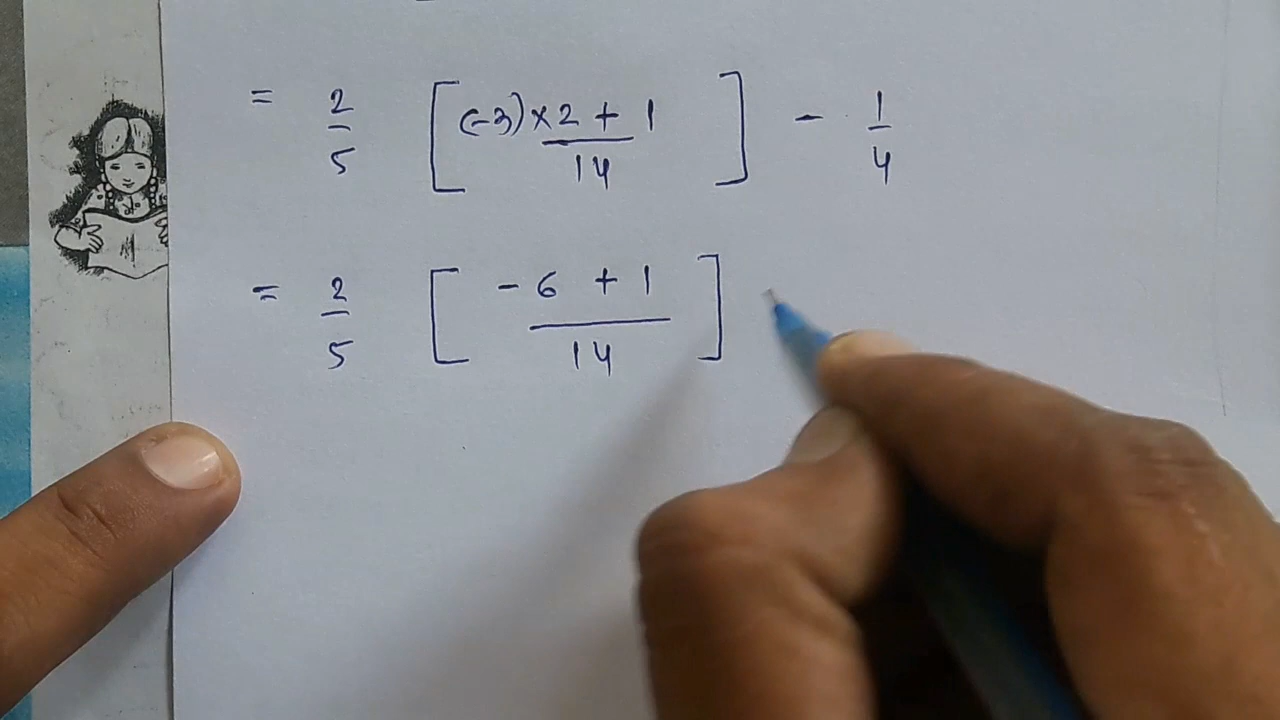 = 2/5 [ (-3)×2 + 1 / 14 ] - 1/4
= 2/5 [ -6 + 1 / 14 ]